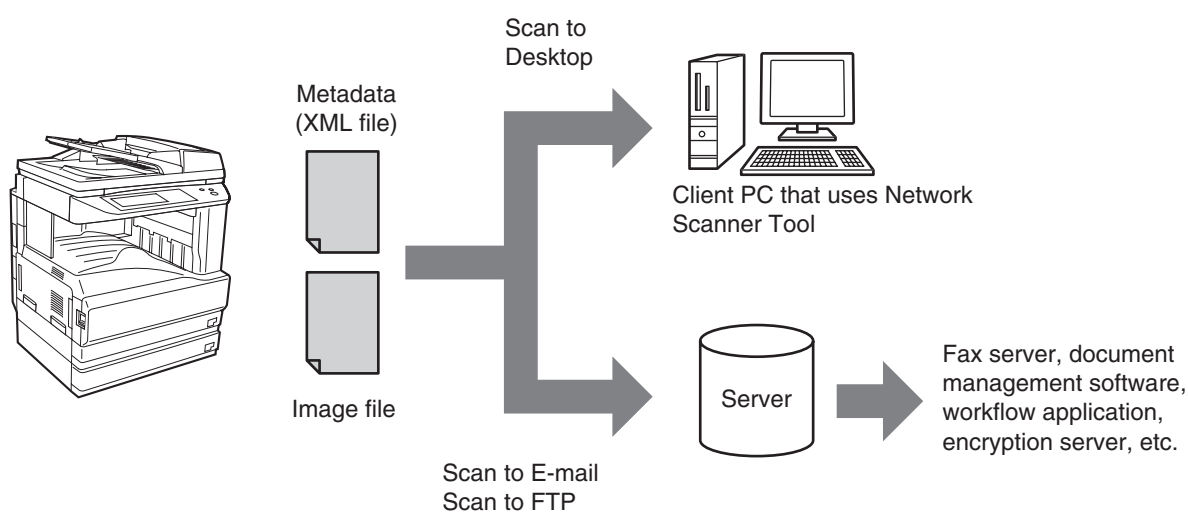 Scan to
Desktop
Metadata
(XML file)
Client PC that uses Network
Scanner Tool
Image file
Server
Fax server, document
management software,
workflow application,
encryption server, etc.
Scan to E-mail
Scan to FTP